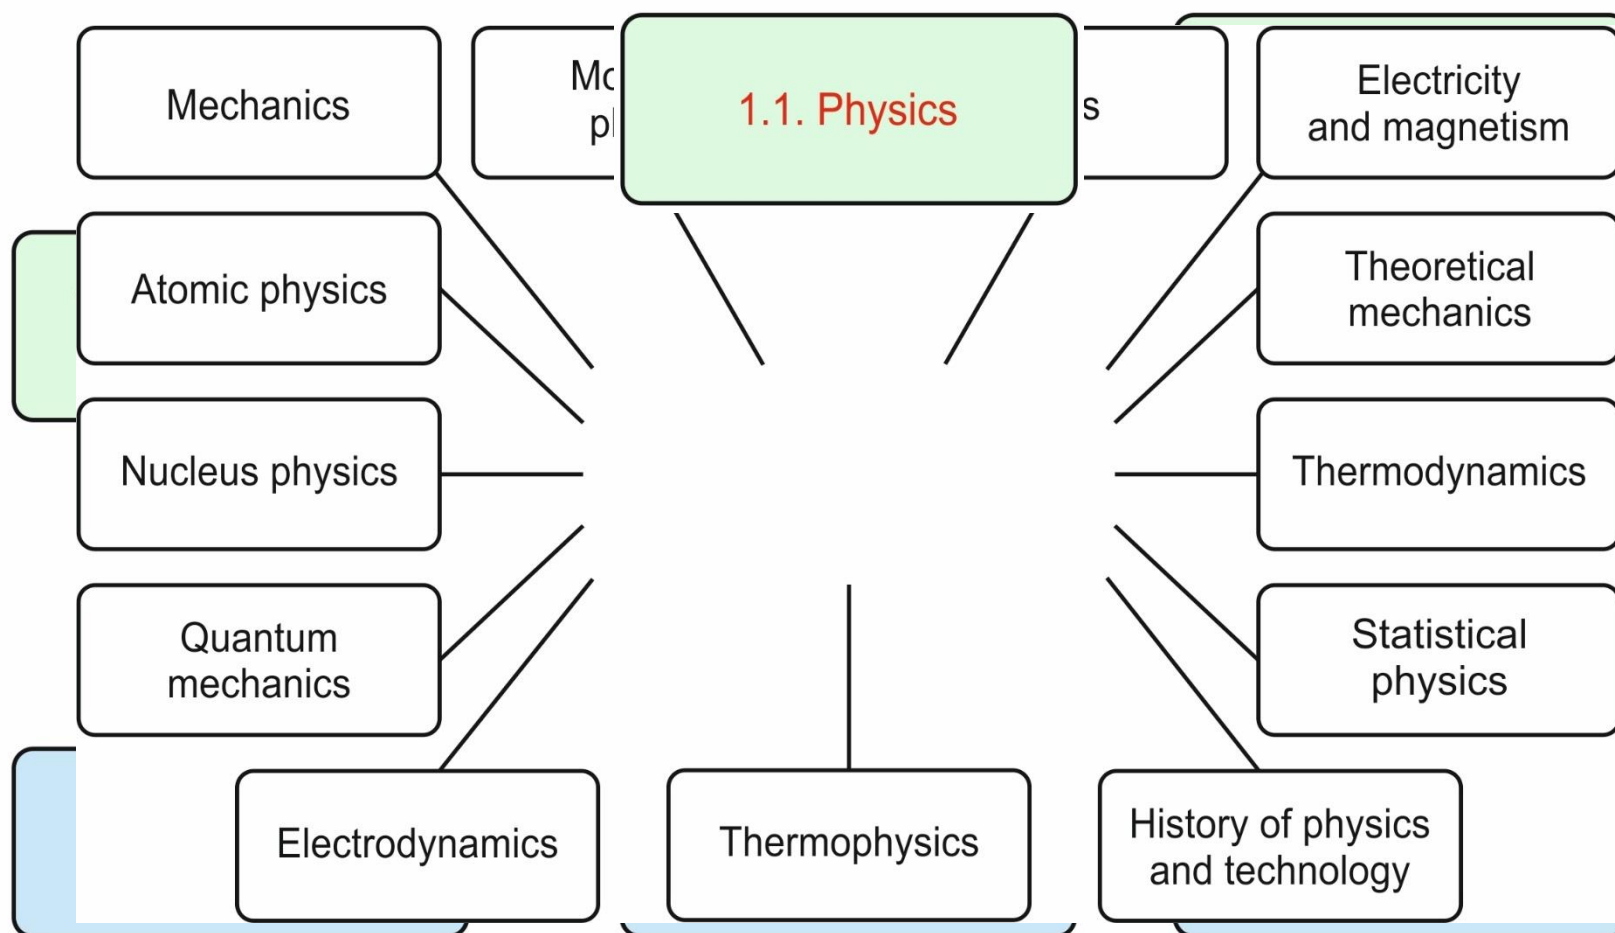 Mechanics
1.1. Physics
Electricity
and magnetism
Atomic physics
Theoretical
mechanics
Nucleus physics
Thermodynamics
Quantum
mechanics
Statistical
physics
Electrodynamics
Thermophysics
History of physics
and technology